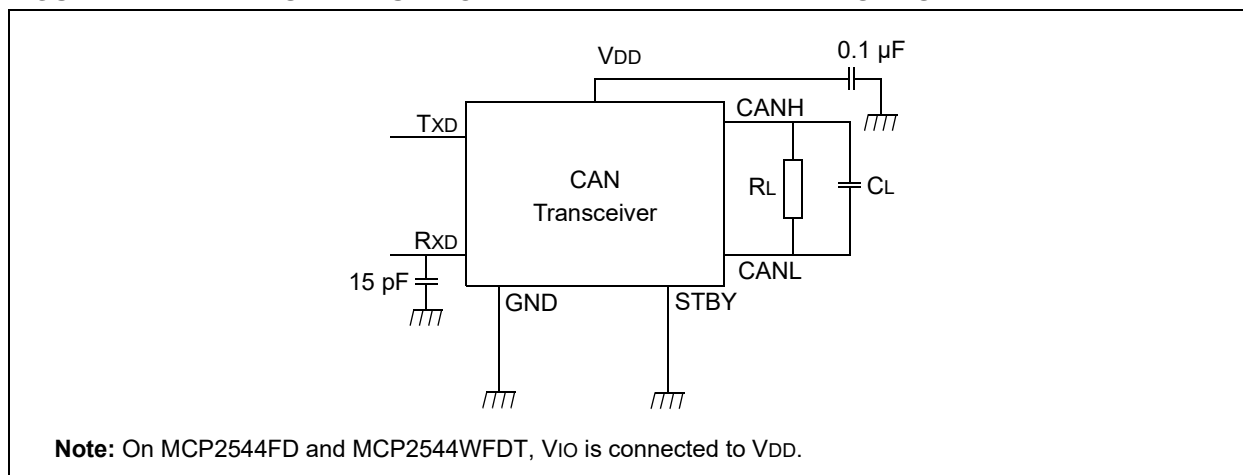 VDD
0.1 µF
CANH
TXD
RL
CL
CAN
Transceiver
RXD
CANL
15 pF
GND
STBY
Note: On MCP2544FD and MCP2544WFDT, VIO is connected to VDD.